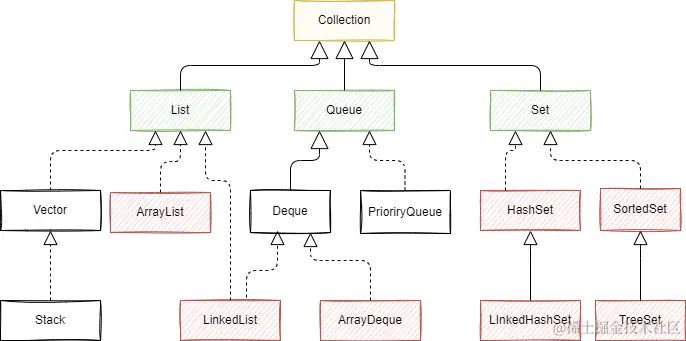 Collection
List
Queue
Set
Vector
ArrayList
Deque
PrioriryQueue
HashSet
SortedSet
Stack
LinkedList
ArrayDeque
LInkedHashSet
TreeSet
@稀土掘金技术社区